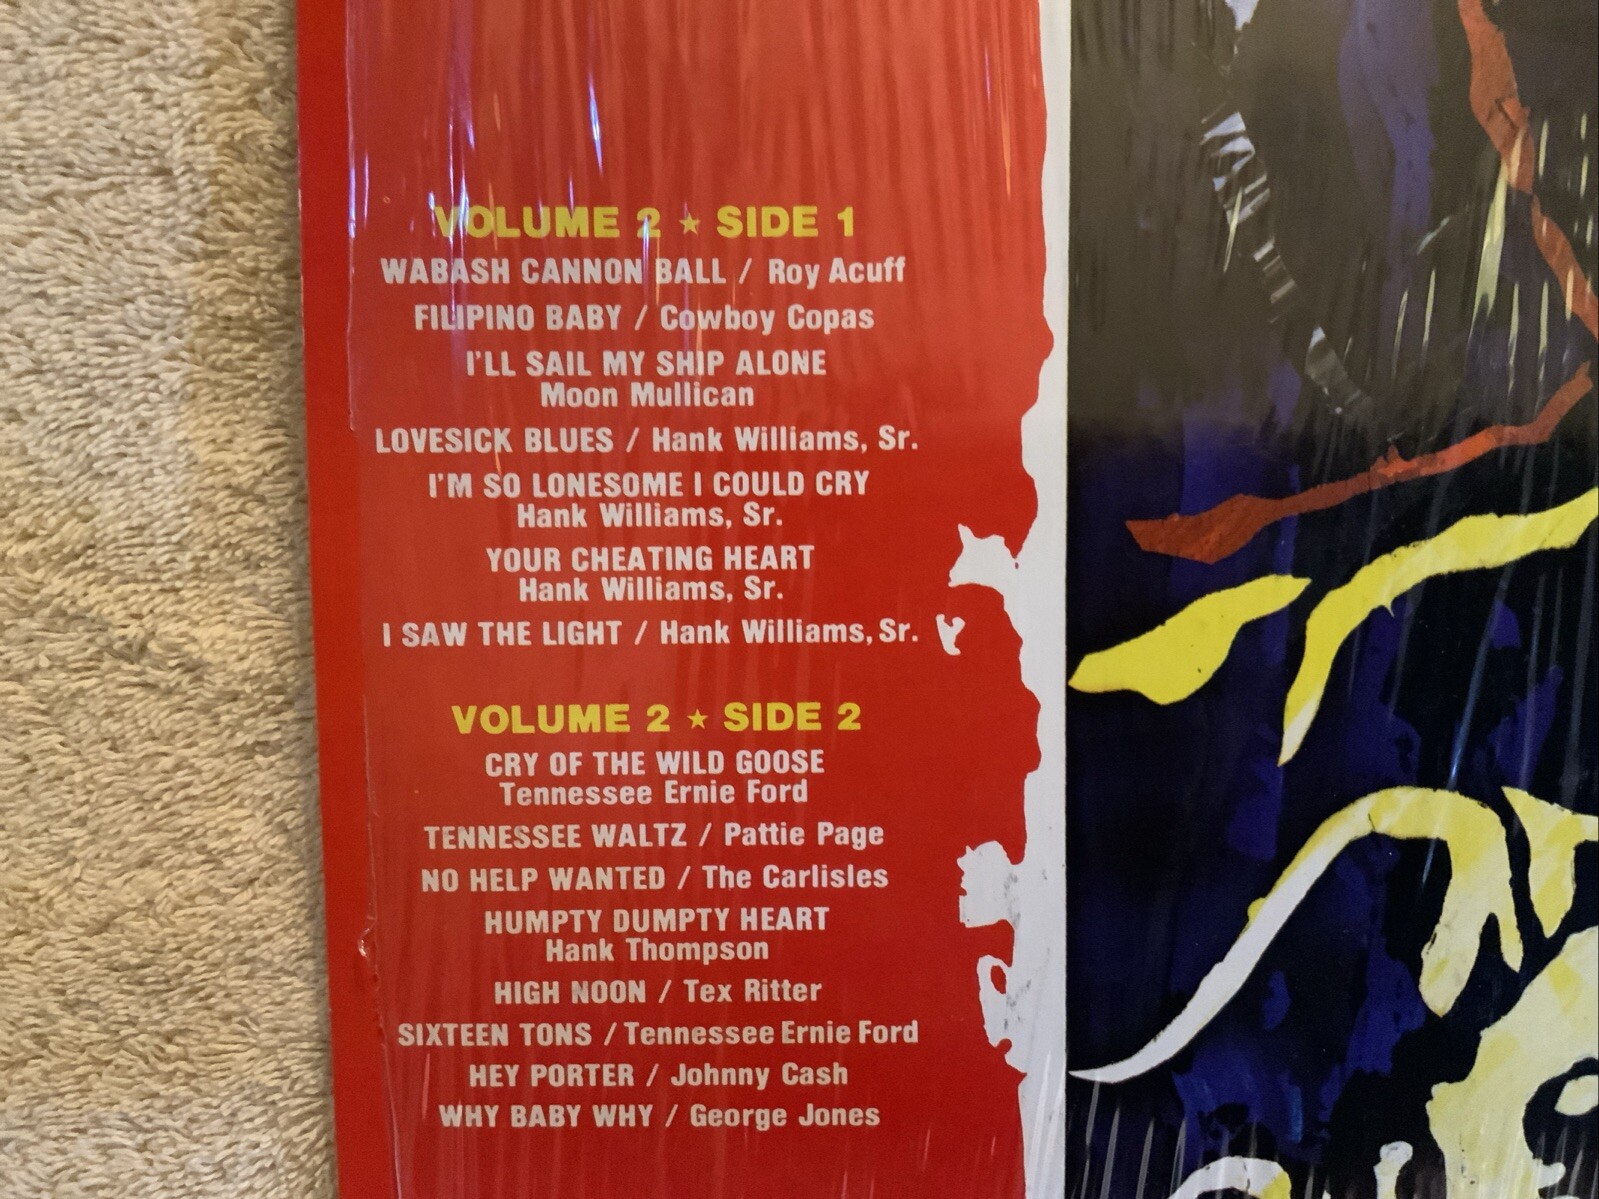 VOLUME 2 ★ SIDE 1
WABASH CANNON BALL / Roy Acuff
FILIPINO BABY / Cowboy Copas
I'LL SAIL MY SHIP ALONE
Moon Mullican
LOVESICK BLUES / Hank Williams, Sr.
I'M SO LONESOME I COULD CRY
Hank Williams, Sr.
YOUR CHEATING HEART
Hank Williams, Sr.
I SAW THE LIGHT / Hank Williams, Sr.
VOLUME 2 ★ SIDE 2
CRY OF THE WILD GOOSE
Tennessee Ernie Ford
TENNESSEE WALTZ / Pattie Page
NO HELP WANTED / The Carlisles
HUMPTY DUMPTY HEART
Hank Thompson
HIGH NOON / Tex Ritter
SIXTEEN TONS / Tennessee Ernie Ford
HEY PORTER / Johnny Cash
WHY BABY WHY / George Jones